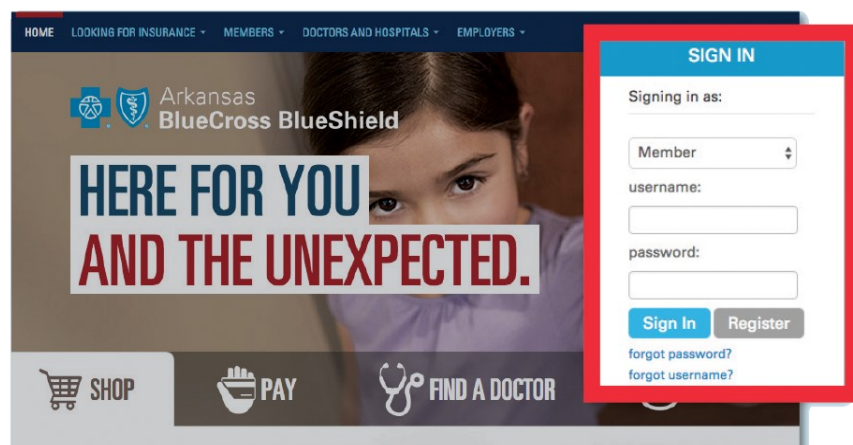 HOME LOOKING FOR INSURANCE MEMBERS DOCTORS AND HOSPITALS EMPLOYERS
Arkansas
BlueCross BlueShield
HERE FOR YOU
AND THE UNEXPECTED.
SHOP PAY FIND A DOCTOR
SIGN IN
Signing in as:
Member
username:
password:
Sign In Register
forgot password?
forgot username?